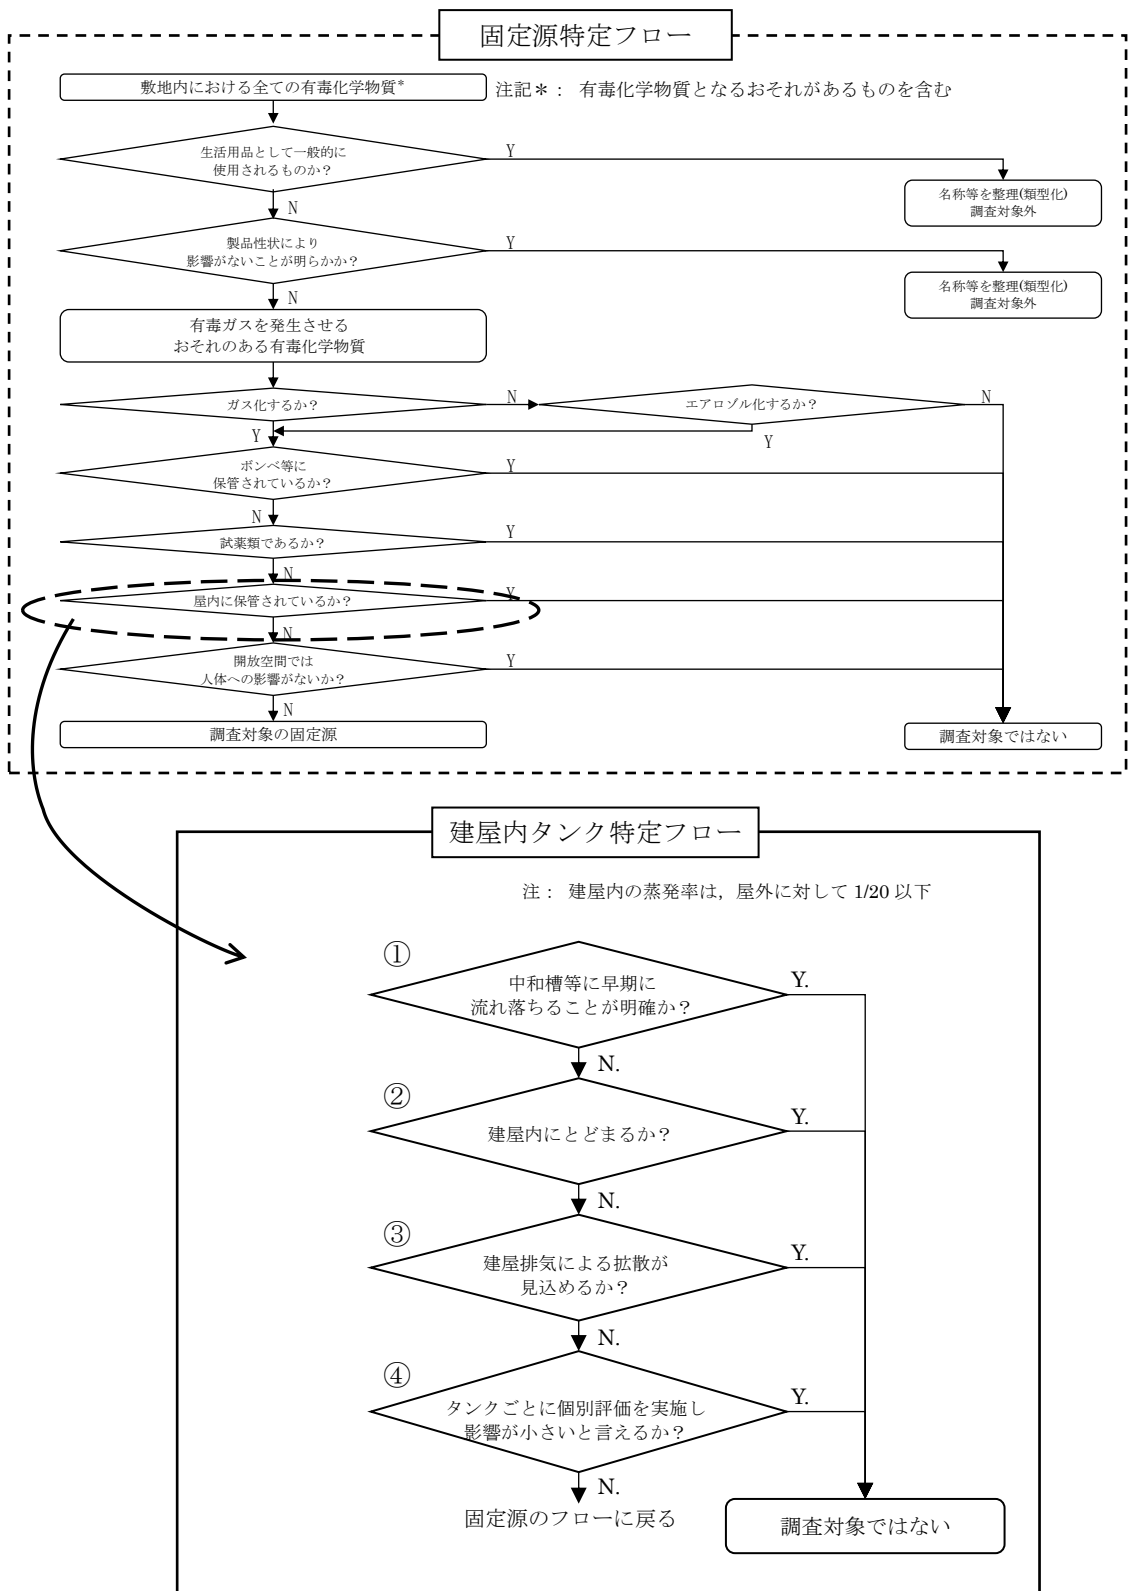 固定源特定フロー
敷地内における全ての有毒化学物質*
注記＊： 有毒化学物質となるおそれがあるものを含む
生活用品として一般的に
使用されるものか？
Y
名称等を整理(類型化)
調査対象外
N
製品性状により
影響がないことが明らかか？
Y
名称等を整理(類型化)
調査対象外
N
有毒ガスを発生させる
おそれのある有毒化学物質
ガス化するか？
N
エアロゾル化するか？
N
Y
Y
ボンベ等に
保管されているか？
Y
N
試薬類であるか？
Y
N
屋内に保管されているか？
Y
N
開放空間では
人体への影響がないか？
Y
N
調査対象の固定源
調査対象ではない
建屋内タンク特定フロー
注： 建屋内の蒸発率は，屋外に対して 1/20 以下
①
中和槽等に早期に
流れ落ちることが明確か？
Y.
N.
②
建屋内にとどまるか？
Y.
N.
③
建屋排気による拡散が
見込めるか？
Y.
N.
④
タンクごとに個別評価を実施し
影響が小さいと言えるか？
Y.
N.
固定源のフローに戻る
調査対象ではない